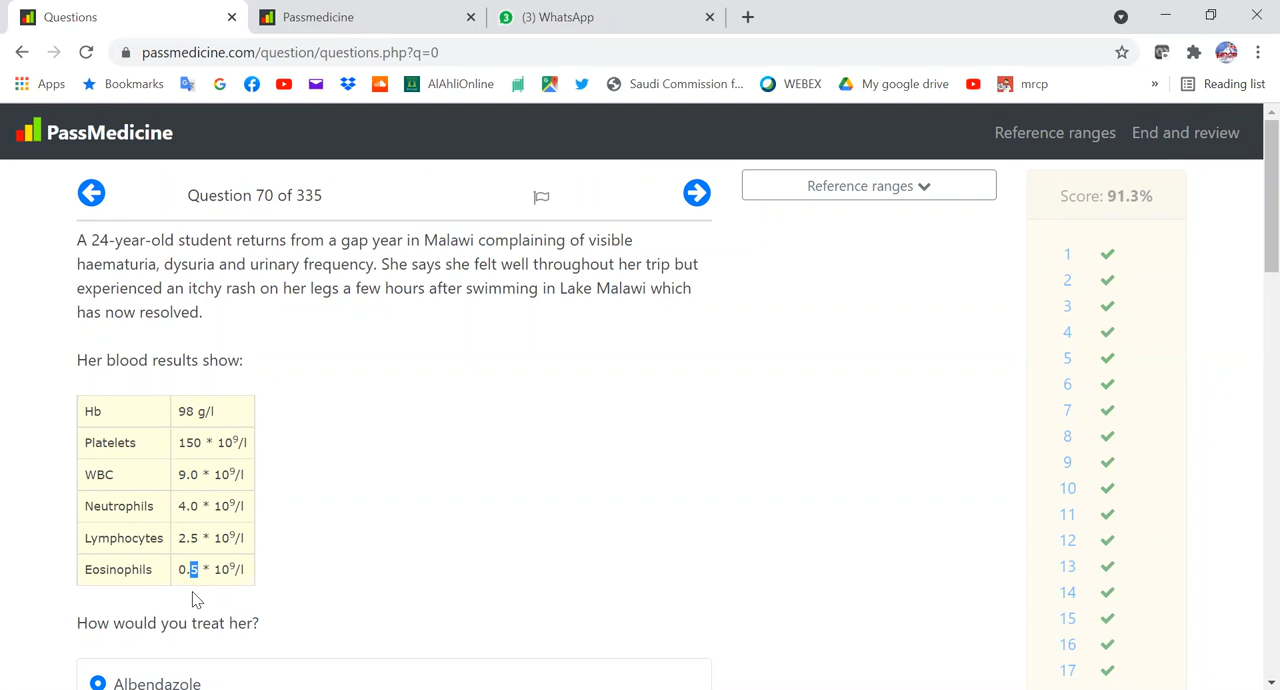 Questions
Passmedicine
3
(3) WhatsApp
passmedicine.com/question/questions.php?q=0
Apps
Bookmarks
AlAhliOnline
Saudi Commission f...
WEBEX
My google drive
mrcp
»
Reading list
PassMedicine
Reference ranges
End and review
Question 70 of 335
Reference ranges
Score: 91.3%
A 24-year-old student returns from a gap year in Malawi complaining of visible
haematuria, dysuria and urinary frequency. She says she felt well throughout her trip but
experienced an itchy rash on her legs a few hours after swimming in Lake Malawi which
has now resolved.
Her blood results show:
Hb 98 g/l
Platelets 150 * 10⁹/l
WBC 9.0 * 10⁹/l
Neutrophils 4.0 * 10⁹/l
Lymphocytes 2.5 * 10⁹/l
Eosinophils 0.5 * 10⁹/l
How would you treat her?
Albendazole
1
2
3
4
5
6
7
8
9
10
11
12
13
14
15
16
17